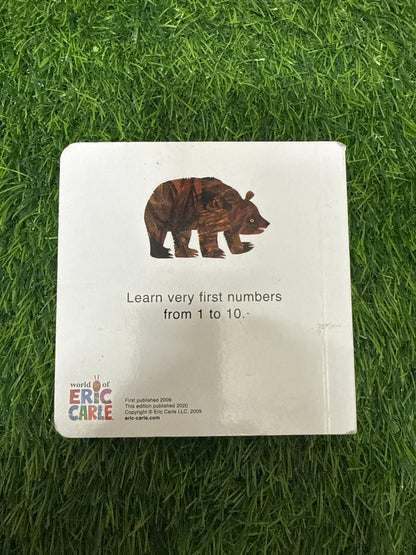 Learn very first numbers
from 1 to 10.
world of
ERIC
CARLE
First published 2009
This edition published 2020
Copyright © Eric Carle LLC, 2009
eric-carle.com